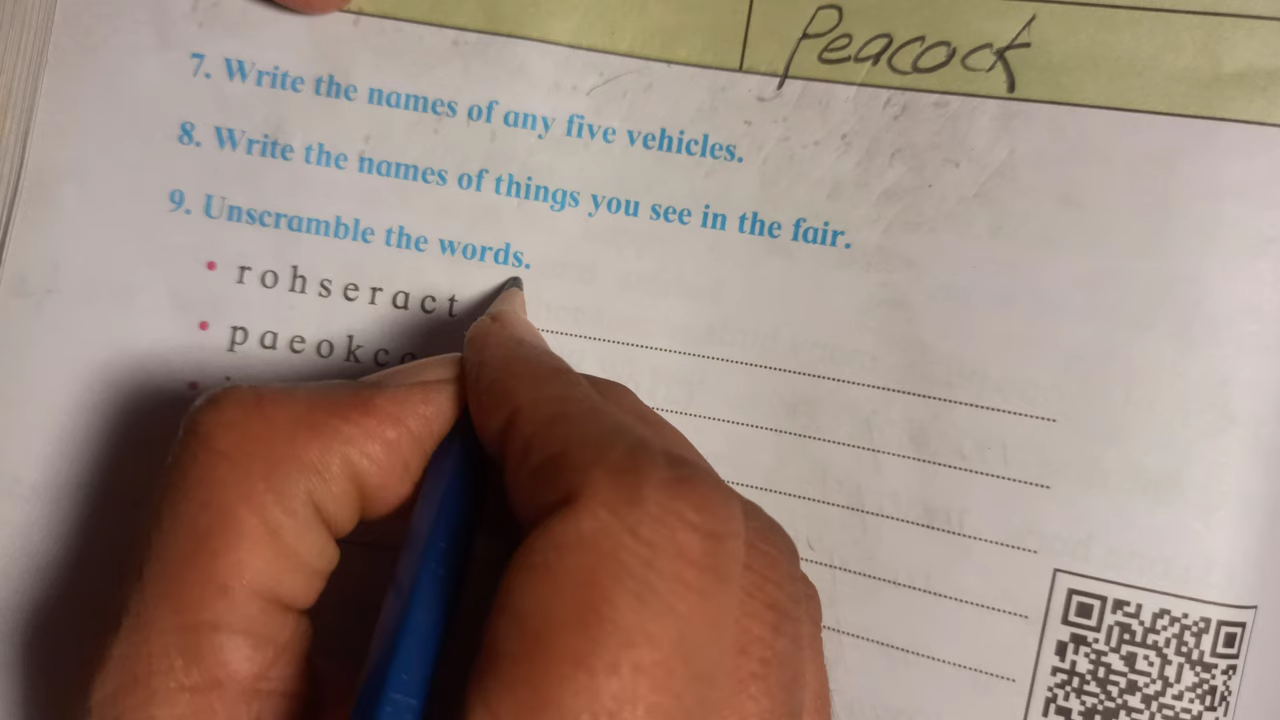 Peacock
7. Write the names of any five vehicles.
8. Write the names of things you see in the fair.
9. Unscramble the words.
• r o h s e r a c t
• p a e o k c